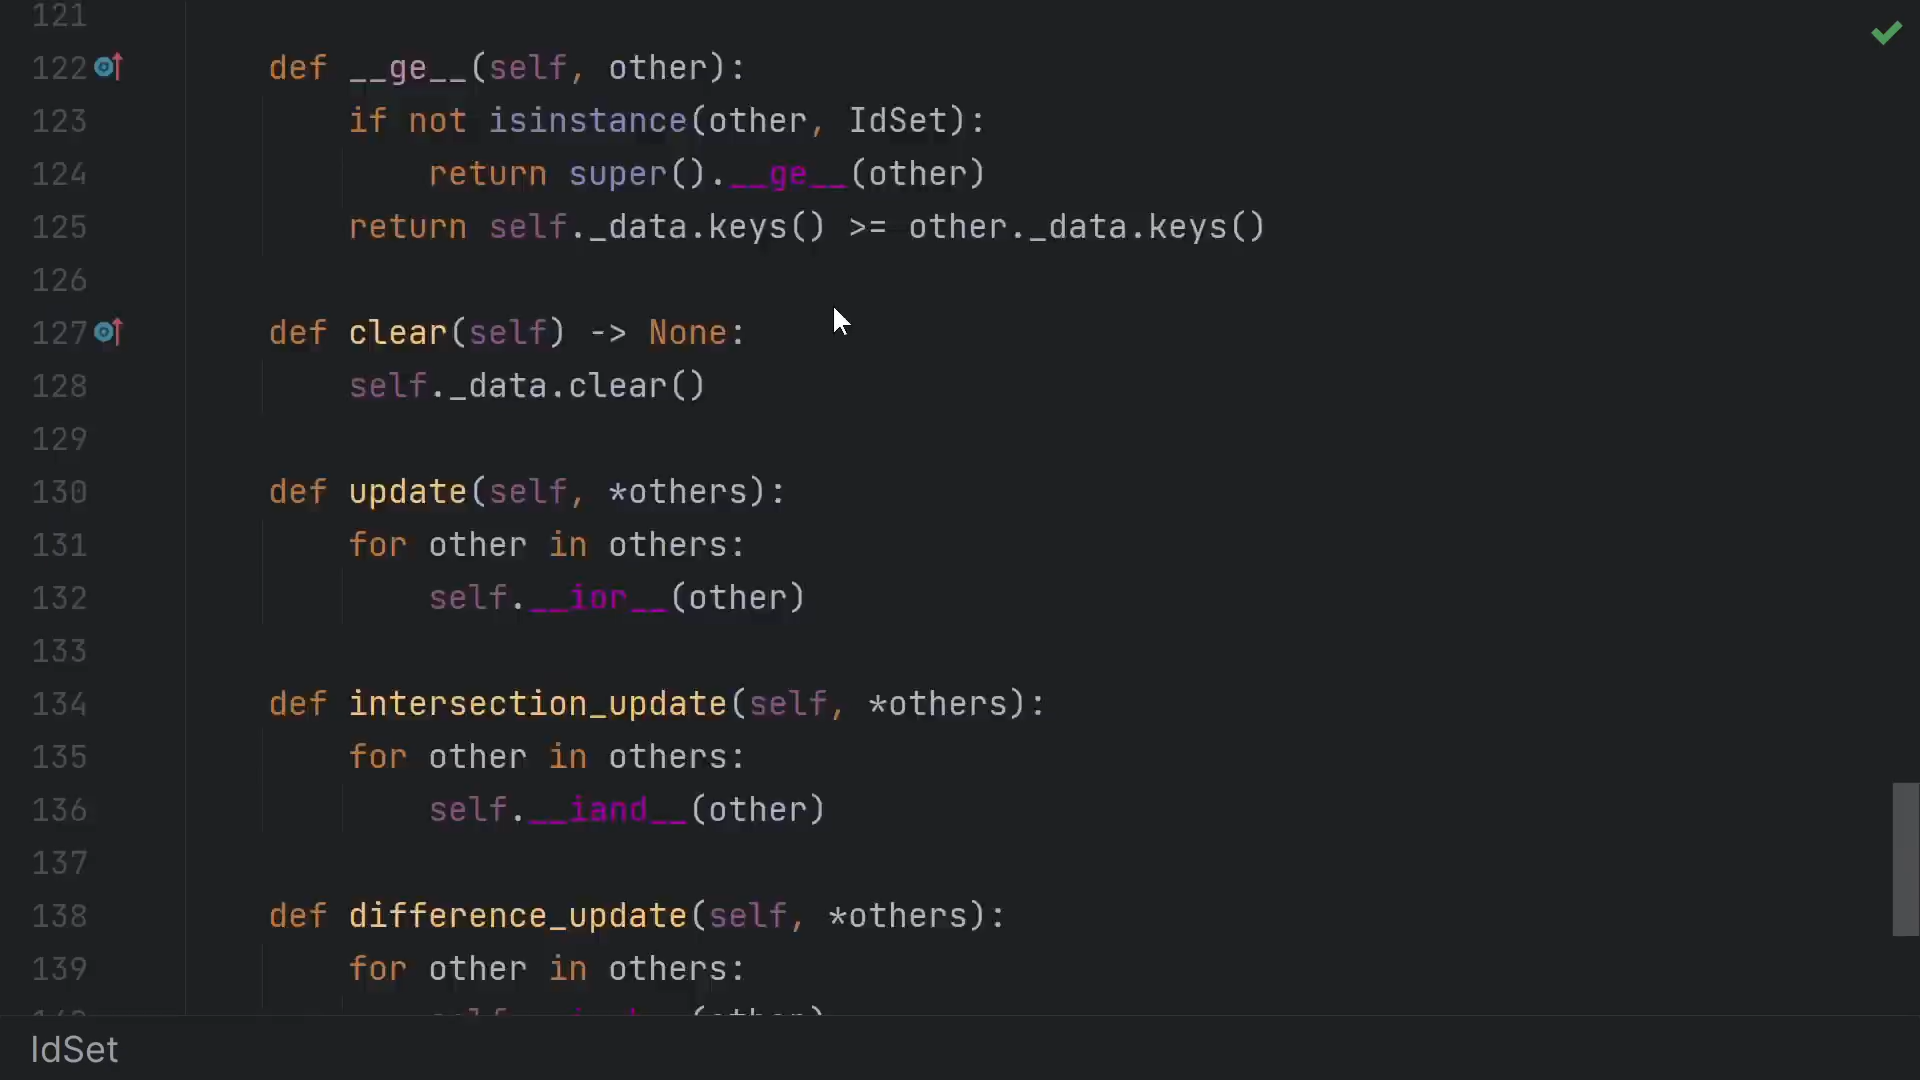 121
122 def __ge__(self, other):
123 if not isinstance(other, IdSet):
124 return super().__ge__(other)
125 return self._data.keys() >= other._data.keys()
126
127 def clear(self) -> None:
128 self._data.clear()
129
130 def update(self, *others):
131 for other in others:
132 self.__ior__(other)
133
134 def intersection_update(self, *others):
135 for other in others:
136 self.__iand__(other)
137
138 def difference_update(self, *others):
139 for other in others:
IdSet